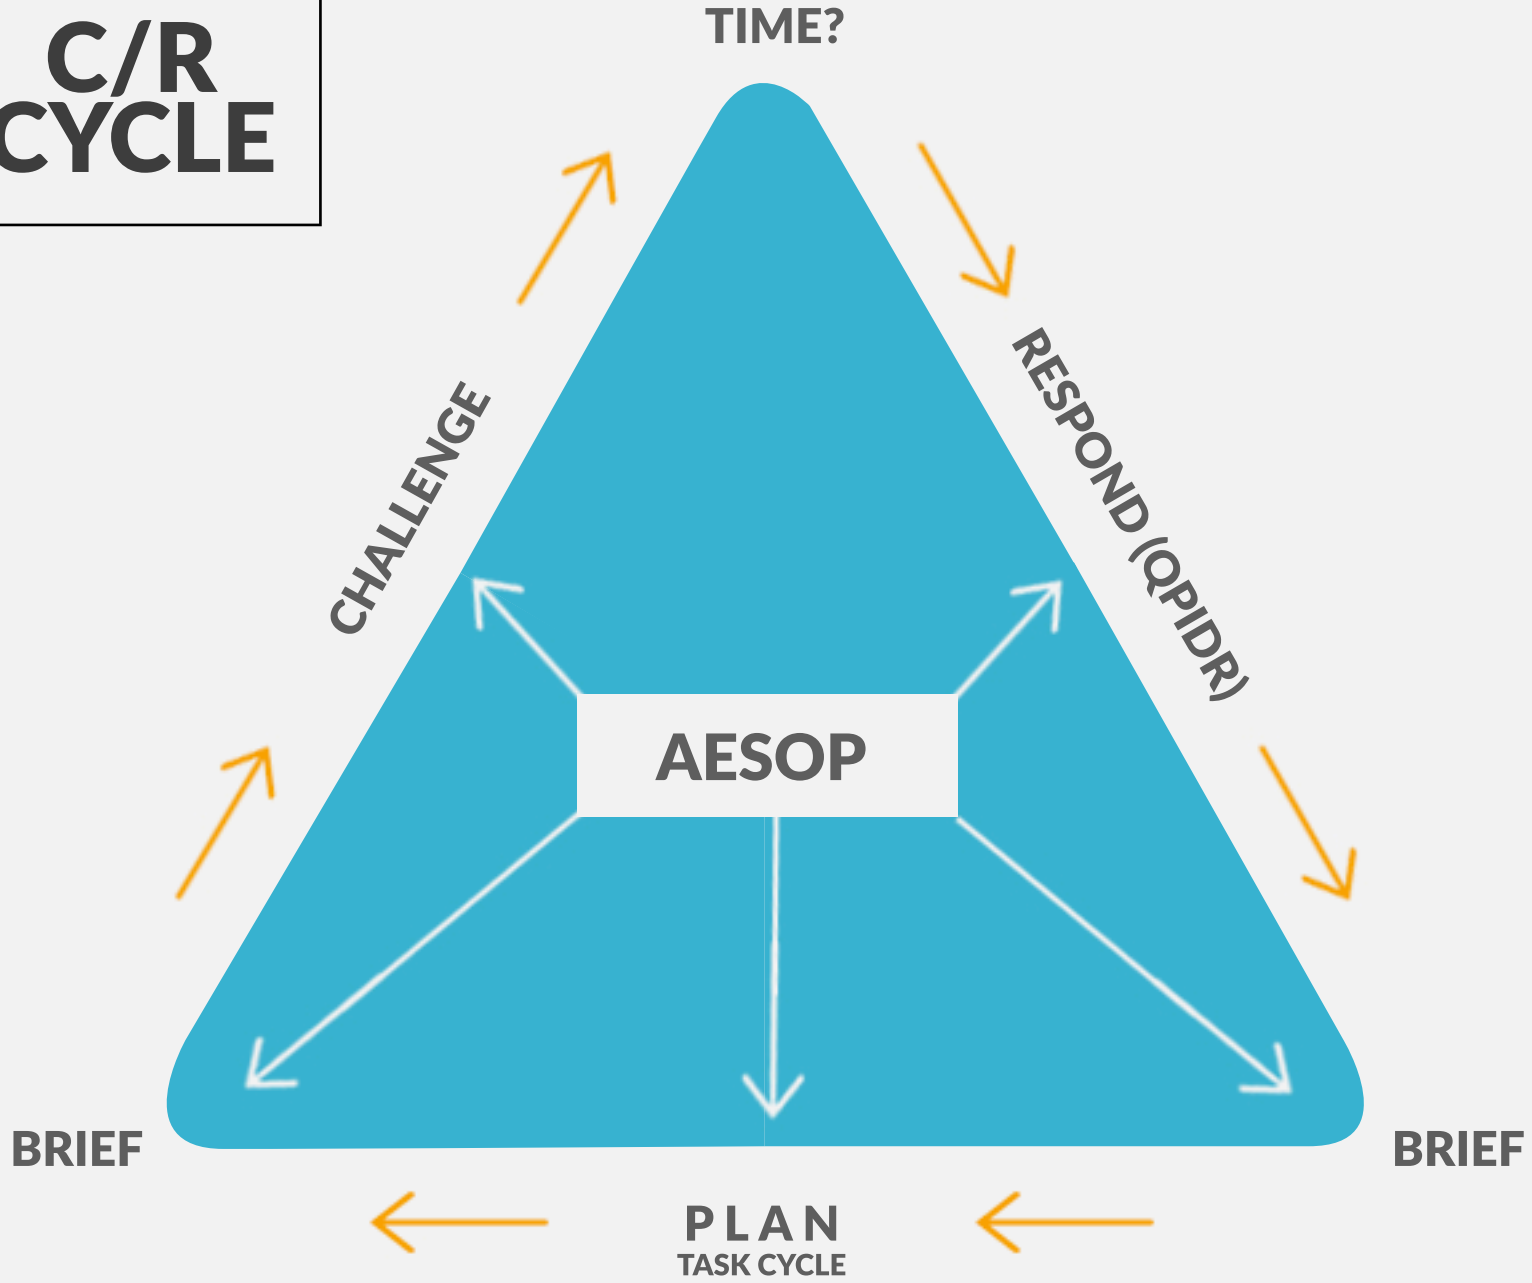 C/R
CYCLE
TIME?
CHALLENGE
RESPOND (QPIDR)
AESOP
BRIEF
BRIEF
PLAN
TASK CYCLE